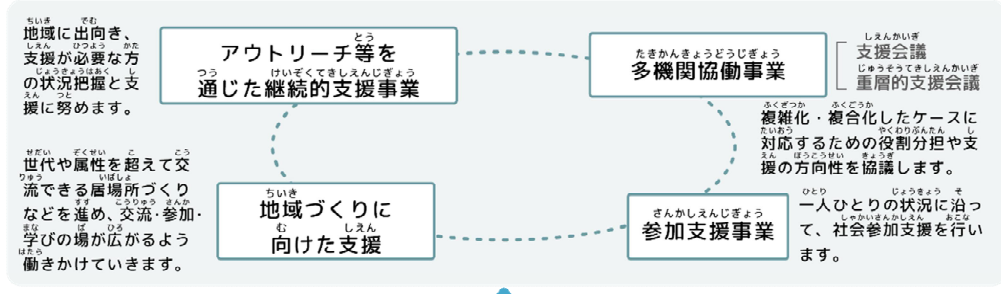 地域に出向き、
支援が必要な方
の状況把握と支
援に努めます。
アウトリーチ等を
通じた継続的支援事業
多機関協働事業
支援会議
重層的支援会議
複雑化・複合化したケースに
対応するための役割分担や支
援の方向性を協議します。
世代や属性を超えて交
流できる居場所づくり
などを進め、交流・参加・
学びの場が広がるよう
働きかけていきます。
地域づくりに
向けた支援
参加支援事業
一人ひとりの状況に沿っ
て、社会参加支援を行い
ます。